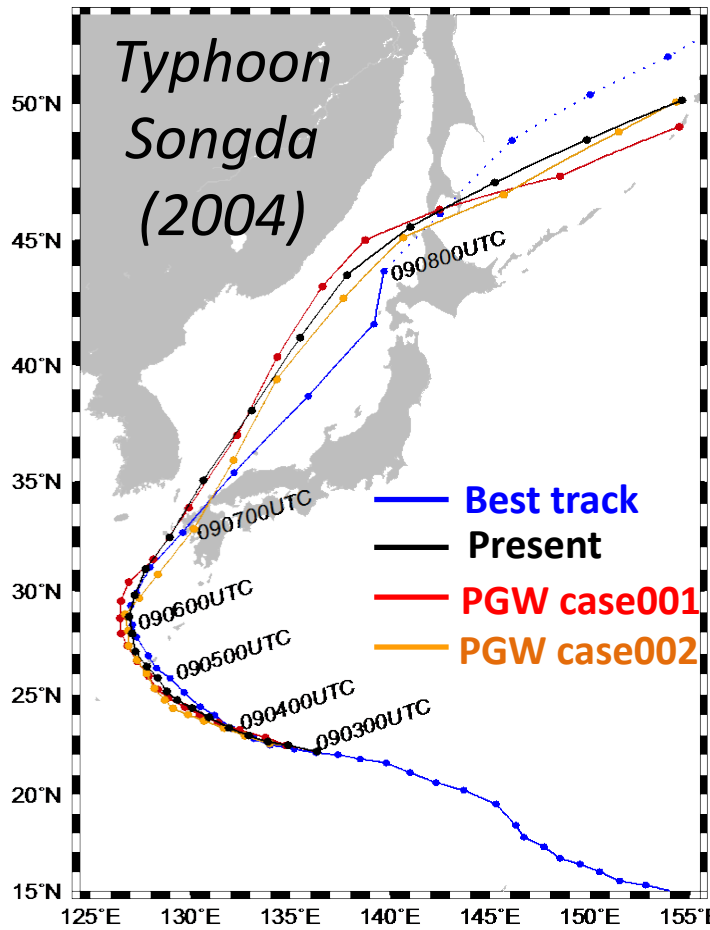 Typhoon
Songda
(2004)
50°N
45°N
40°N
35°N
30°N
25°N
20°N
15°N
090800UTC
090700UTC
090600UTC
090500UTC
090400UTC
090300UTC
Best track
Present
PGW case001
PGW case002
125°E 130°E 135°E 140°E 145°E 150°E 155°E